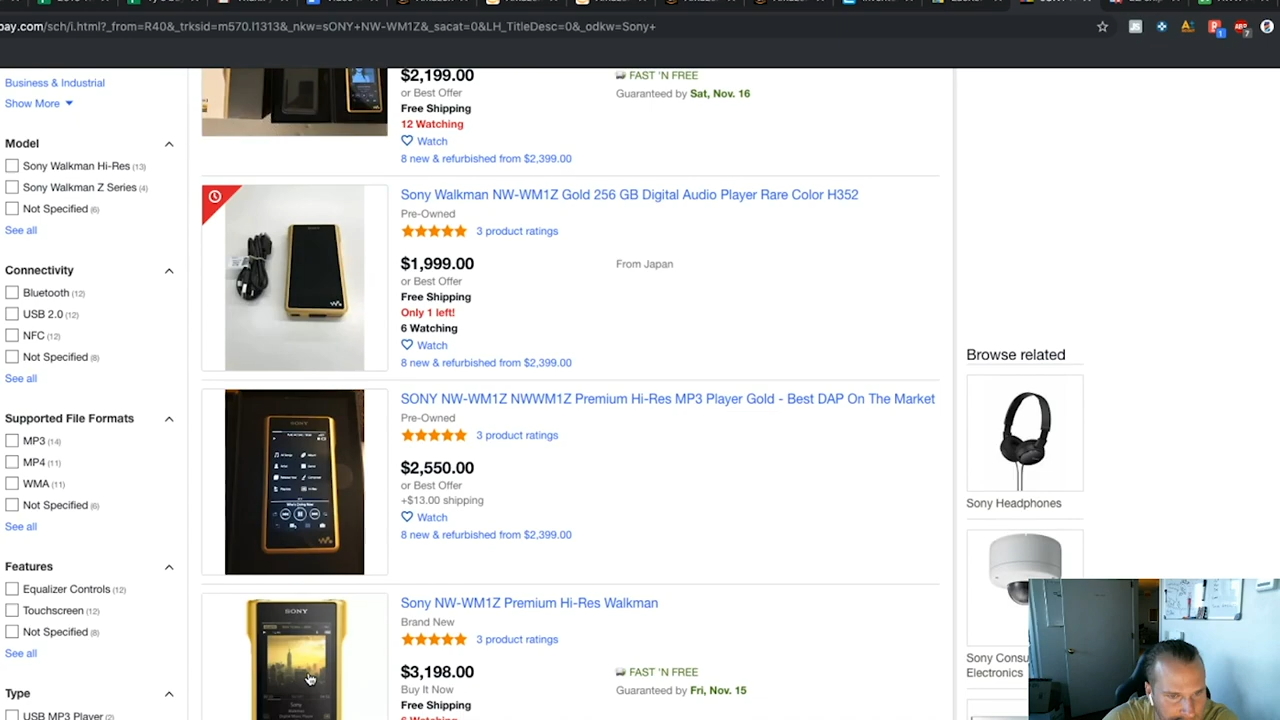 pay.com/sch/i.html?_from=R40&_trksid=m570.l1313&_nkw=sONY+NW-WM1Z&_sacat=0&LH_TitleDesc=0&_odkw=Sony+
Business & Industrial
Show More
Model
Sony Walkman Hi-Res (13)
Sony Walkman Z Series (4)
Not Specified (6)
See all
Connectivity
Bluetooth (12)
USB 2.0 (12)
NFC (12)
Not Specified (8)
See all
Supported File Formats
MP3 (14)
MP4 (11)
WMA (11)
Not Specified (6)
See all
Features
Equalizer Controls (12)
Touchscreen (12)
Not Specified (8)
See all
Type
USB MP3 Player (2)
$2,199.00
or Best Offer
Free Shipping
12 Watching
Watch
8 new & refurbished from $2,399.00
FAST 'N FREE
Guaranteed by Sat, Nov. 16
Sony Walkman NW-WM1Z Gold 256 GB Digital Audio Player Rare Color H352
Pre-Owned
3 product ratings
$1,999.00
From Japan
or Best Offer
Free Shipping
Only 1 left!
6 Watching
Watch
8 new & refurbished from $2,399.00
SONY NW-WM1Z NWWM1Z Premium Hi-Res MP3 Player Gold - Best DAP On The Market
Pre-Owned
3 product ratings
$2,550.00
or Best Offer
+$13.00 shipping
Watch
8 new & refurbished from $2,399.00
SONY
Sony NW-WM1Z Premium Hi-Res Walkman
Brand New
3 product ratings
$3,198.00
Buy It Now
Free Shipping
6 Watching
FAST 'N FREE
Guaranteed by Fri, Nov. 15
Browse related
Sony Headphones
Sony Consu
Electronics